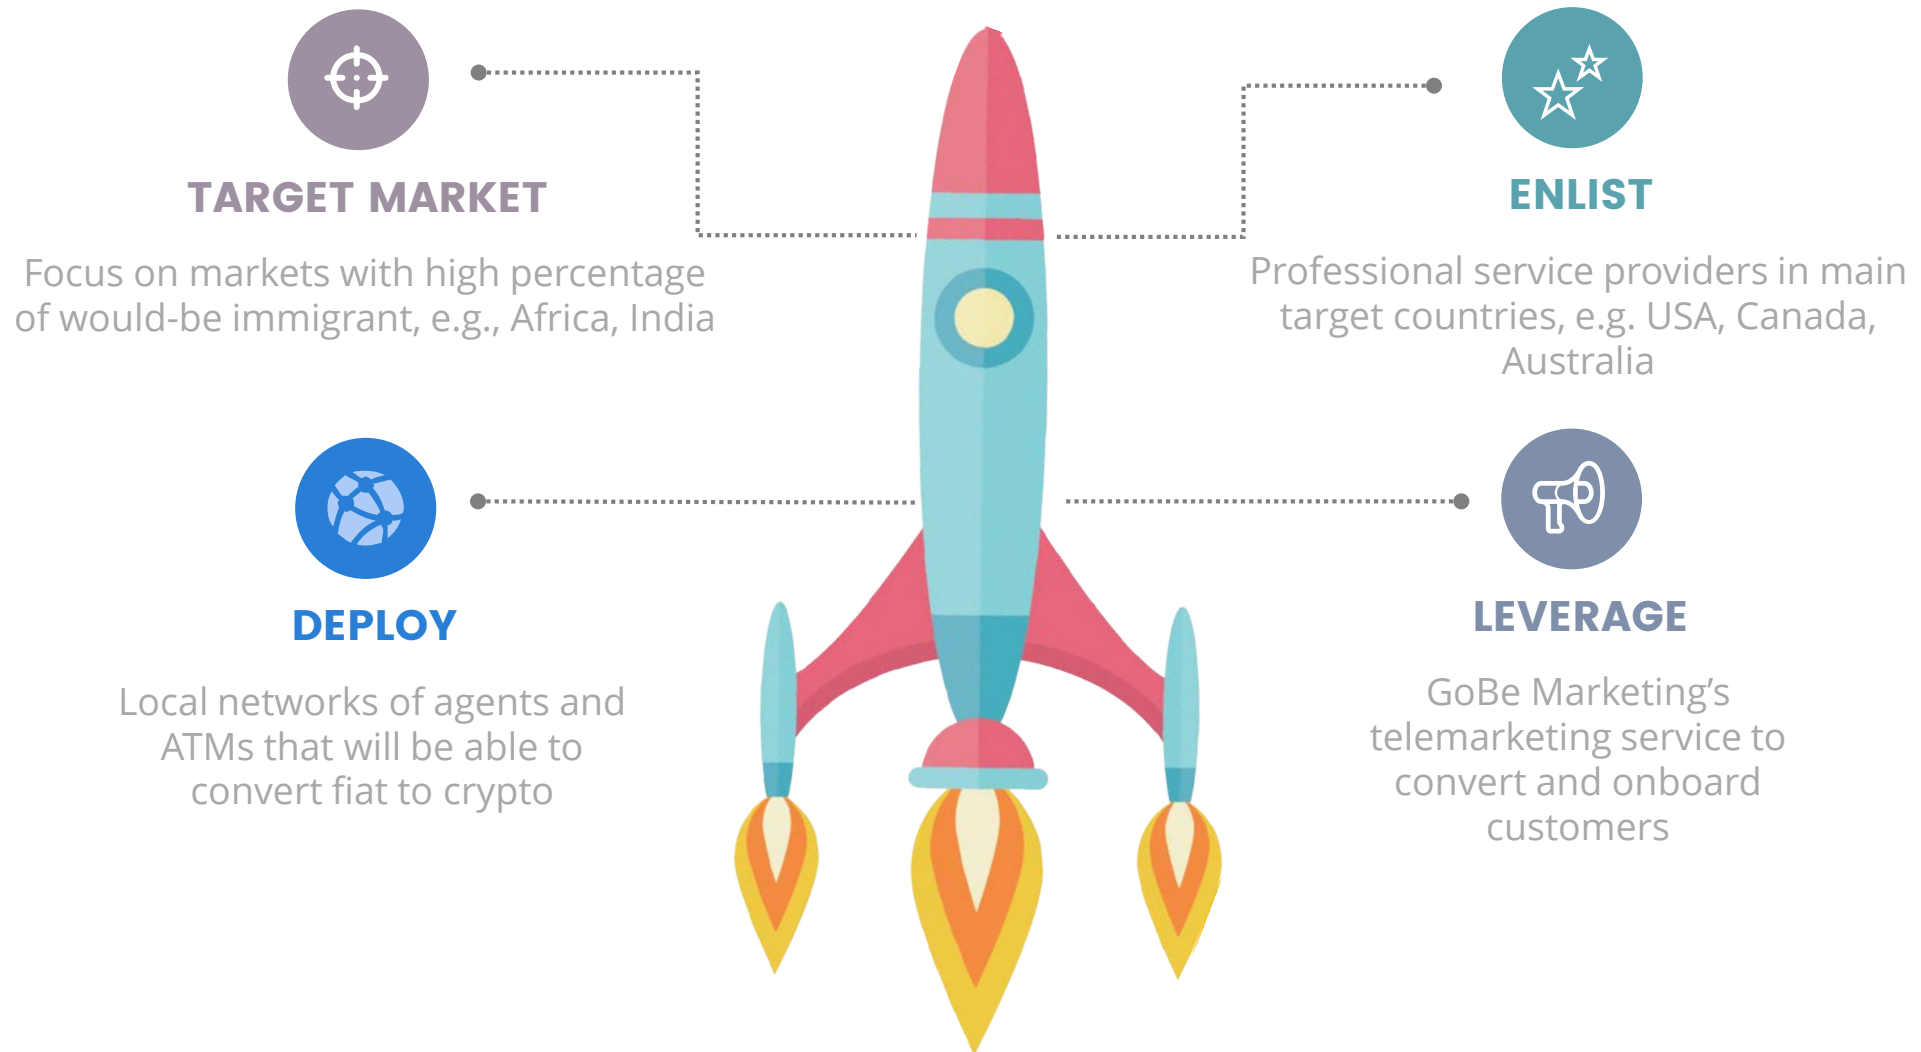 TARGET MARKET
Focus on markets with high percentage
of would-be immigrant, e.g., Africa, India
ENLIST
Professional service providers in main
target countries, e.g. USA, Canada,
Australia
DEPLOY
Local networks of agents and
ATMs that will be able to
convert fiat to crypto
LEVERAGE
GoBe Marketing’s
telemarketing service to
convert and onboard
customers